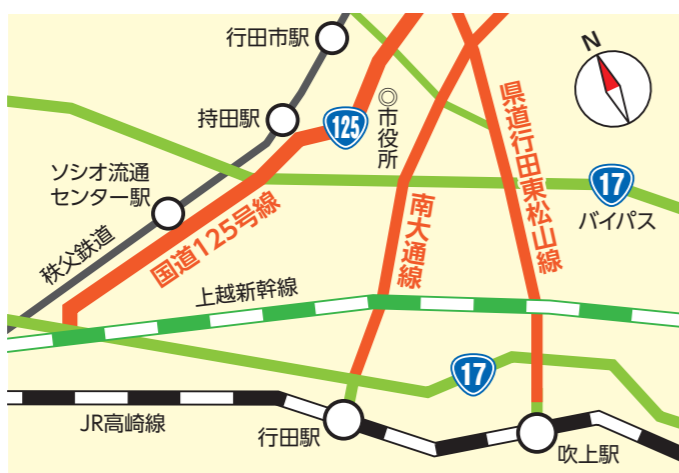 行田市駅
N
持田駅
125
◎市役所
県道行田東松山線
ソシオ流通
センター駅
17
バイパス
秩父鉄道
国道125号線
南大通線
上越新幹線
17
JR高崎線
行田駅
吹上駅